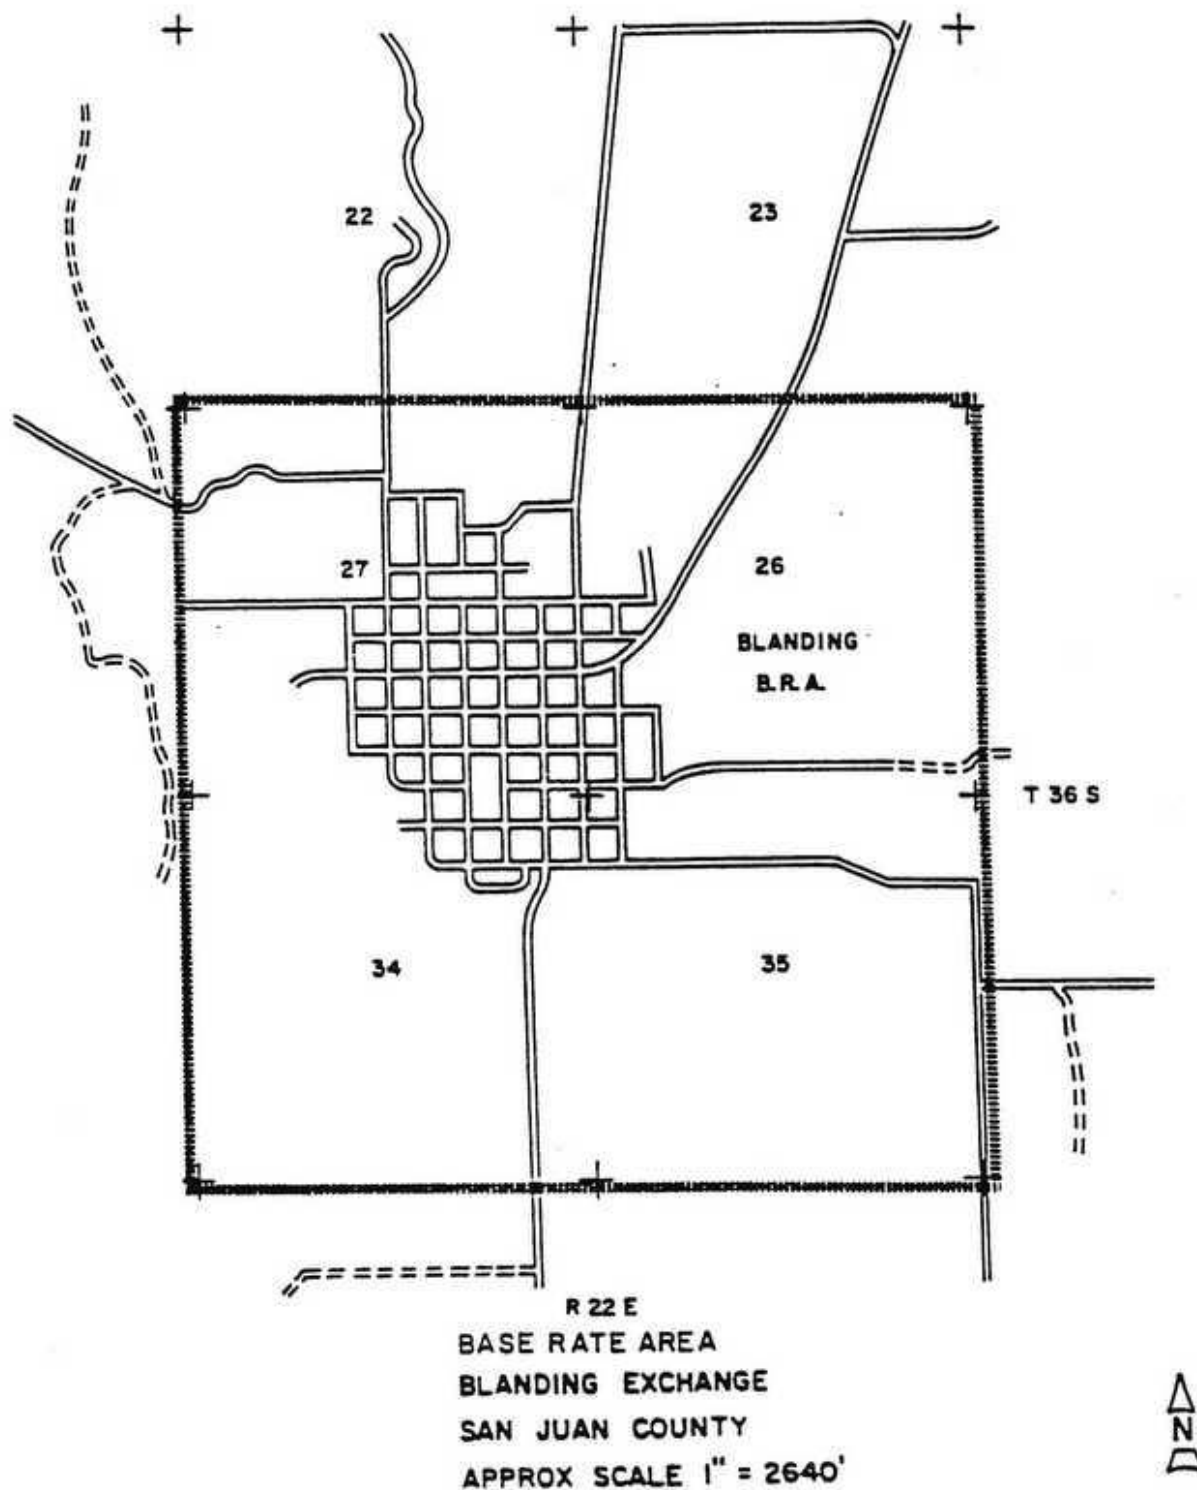 22
23
27
26
BLANDING
B.R.A.
T 36 S
34
35
R 22 E
BASE RATE AREA
BLANDING EXCHANGE
SAN JUAN COUNTY
APPROX SCALE 1" = 2640'
N